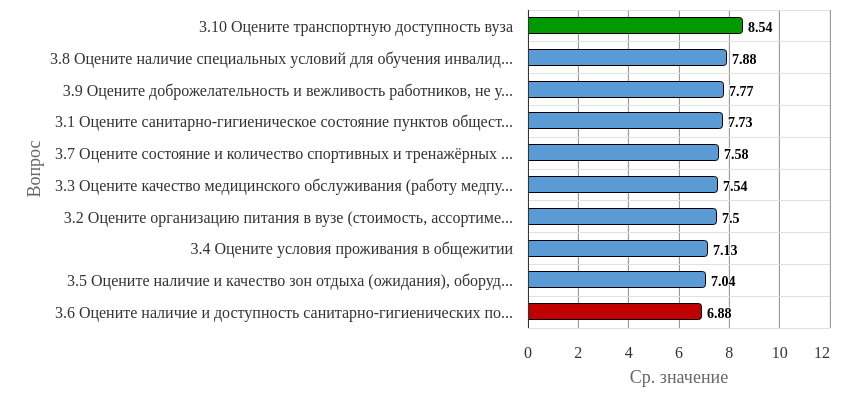 3.10 Оцените транспортную доступность вуза 8.54
3.8 Оцените наличие специальных условий для обучения инвалид... 7.88
3.9 Оцените доброжелательность и вежливость работников, не у... 7.77
3.1 Оцените санитарно-гигиеническое состояние пунктов общест... 7.73
3.7 Оцените состояние и количество спортивных и тренажёрных ... 7.58
3.3 Оцените качество медицинского обслуживания (работу медпу... 7.54
3.2 Оцените организацию питания в вузе (стоимость, ассортиме... 7.5
3.4 Оцените условия проживания в общежитии 7.13
3.5 Оцените наличие и качество зон отдыха (ожидания), оборуд... 7.04
3.6 Оцените наличие и доступность санитарно-гигиенических по... 6.88
Вопрос
0 2 4 6 8 10 12
Ср. значение